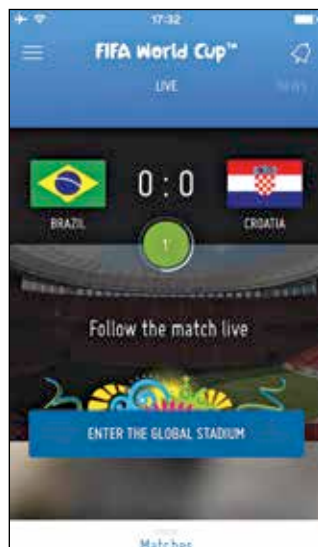 17:32
FIFA World Cup™
LIVE
NEWS
0:0
BRAZIL
CROATIA
1'
Follow the match live
ENTER THE GLOBAL STADIUM
Matches